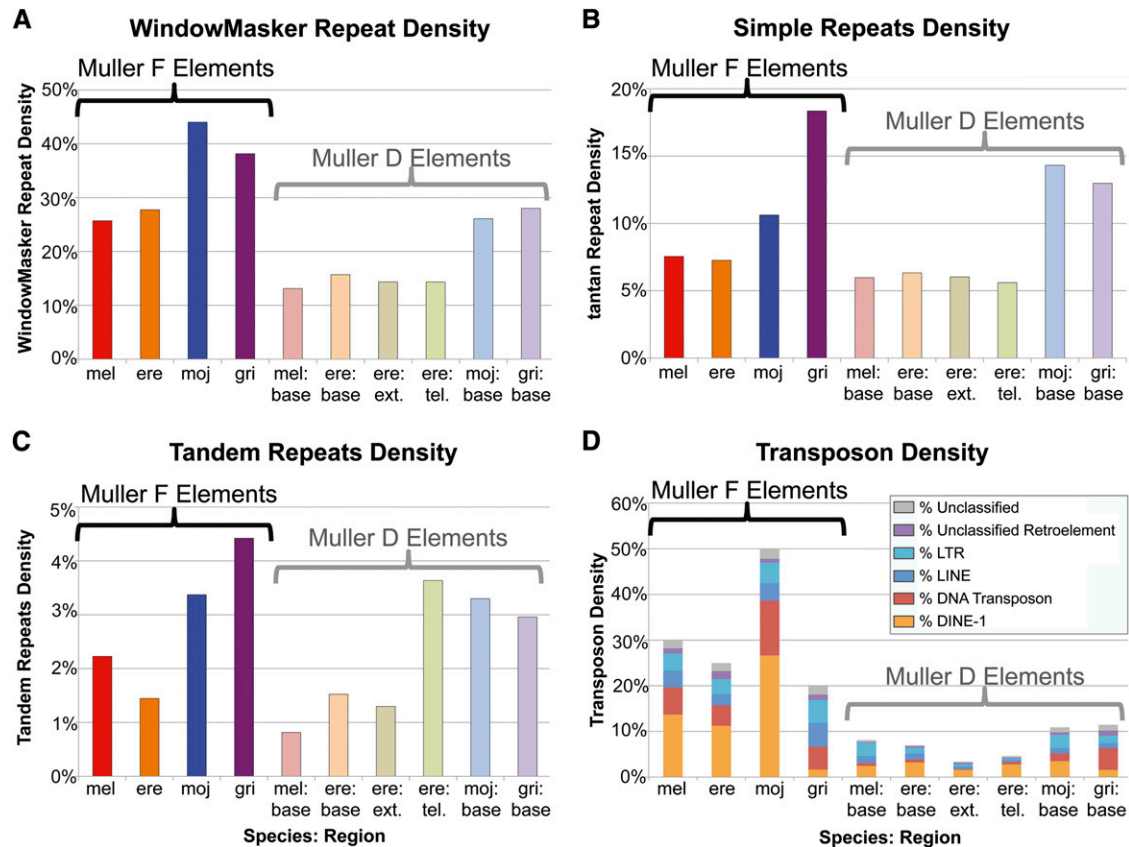 A
WindowMasker Repeat Density
Muller F Elements
Muller D Elements
WindowMasker Repeat Density
50%
40%
30%
20%
10%
0%
mel ere moj gri mel: base ere: base ere: ext. ere: tel. moj: base gri: base
B
Simple Repeats Density
Muller F Elements
Muller D Elements
tantan Repeat Density
20%
15%
10%
5%
0%
mel ere moj gri mel: base ere: base ere: ext. ere: tel. moj: base gri: base
C
Tandem Repeats Density
Muller F Elements
Muller D Elements
Tandem Repeats Density
5%
4%
3%
2%
1%
0%
mel ere moj gri mel: base ere: base ere: ext. ere: tel. moj: base gri: base
Species: Region
D
Transposon Density
Muller F Elements
% Unclassified
% Unclassified Retroelement
% LTR
% LINE
% DNA Transposon
% DINE-1
Muller D Elements
Transposon Density
60%
50%
40%
30%
20%
10%
0%
mel ere moj gri mel: base ere: base ere: ext. ere: tel. moj: base gri: base
Species: Region